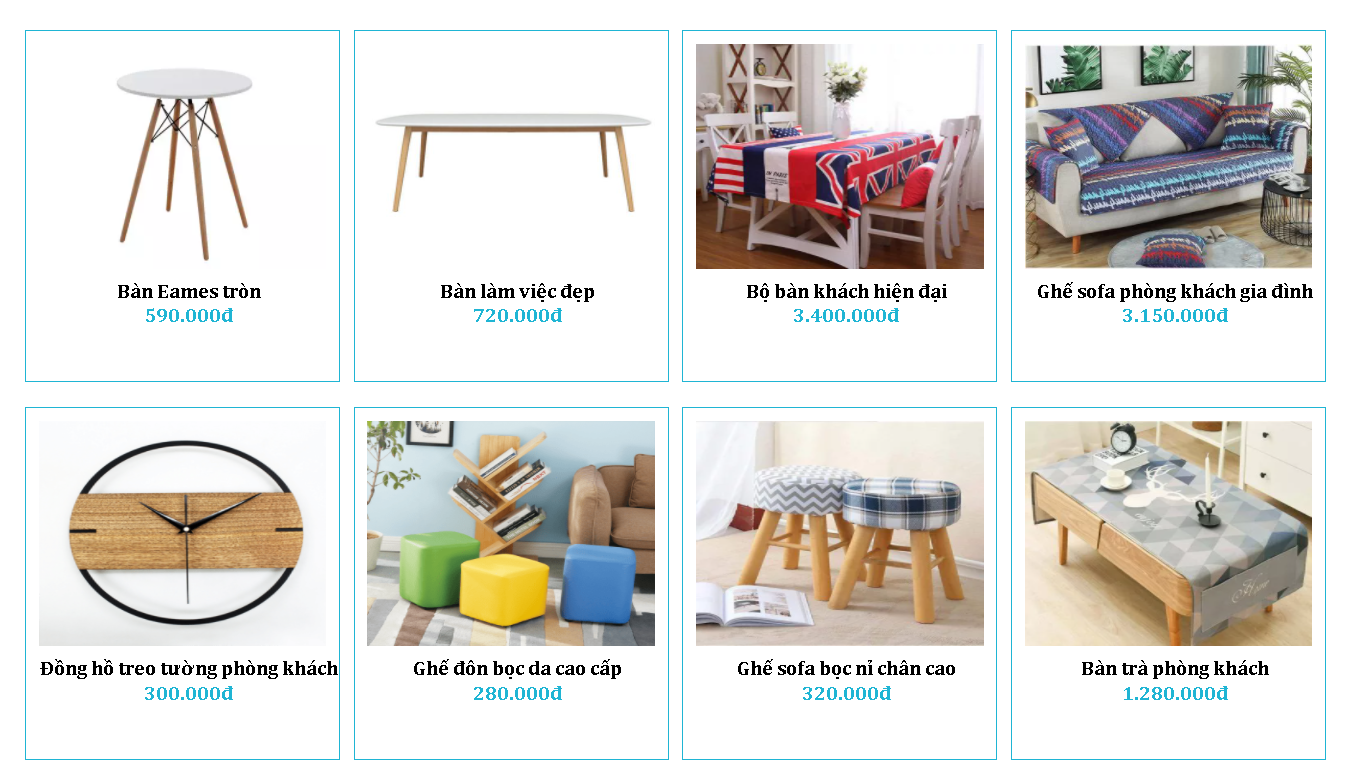 Bàn Eames tròn
590.000đ
Bàn làm việc đẹp
720.000đ
Bộ bàn khách hiện đại
3.400.000đ
Ghế sofa phòng khách gia đình
3.150.000đ
Đồng hồ treo tường phòng khách
300.000đ
Ghế đôn bọc da cao cấp
280.000đ
Ghế sofa bọc nỉ chân cao
320.000đ
Bàn trà phòng khách
1.280.000đ